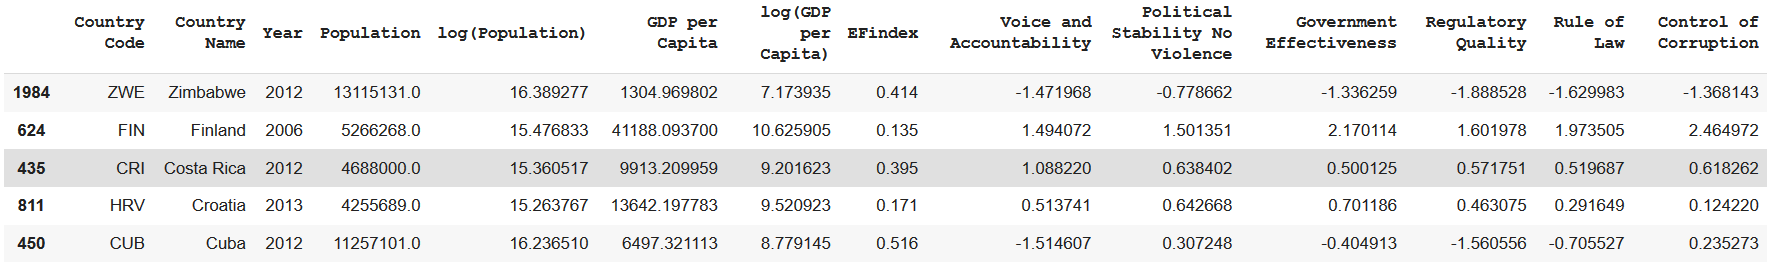 Country Code Country Name Year Population log(Population) GDP per Capita log(GDP per Capita) EFindex Voice and Accountability Political Stability No Violence Government Effectiveness Regulatory Quality Rule of Law Control of Corruption
1984 ZWE Zimbabwe 2012 13115131.0 16.389277 1304.969802 7.173935 0.414 -1.471968 -0.778662 -1.336259 -1.888528 -1.629983 -1.368143
624 FIN Finland 2006 5266268.0 15.476833 41188.093700 10.625905 0.135 1.494072 1.501351 2.170114 1.601978 1.973505 2.464972
435 CRI Costa Rica 2012 4688000.0 15.360517 9913.209959 9.201623 0.395 1.088220 0.638402 0.500125 0.571751 0.519687 0.618262
811 HRV Croatia 2013 4255689.0 15.263767 13642.197783 9.520923 0.171 0.513741 0.642668 0.701186 0.463075 0.291649 0.124220
450 CUB Cuba 2012 11257101.0 16.236510 6497.321113 8.779145 0.516 -1.514607 0.307248 -0.404913 -1.560556 -0.705527 0.235273